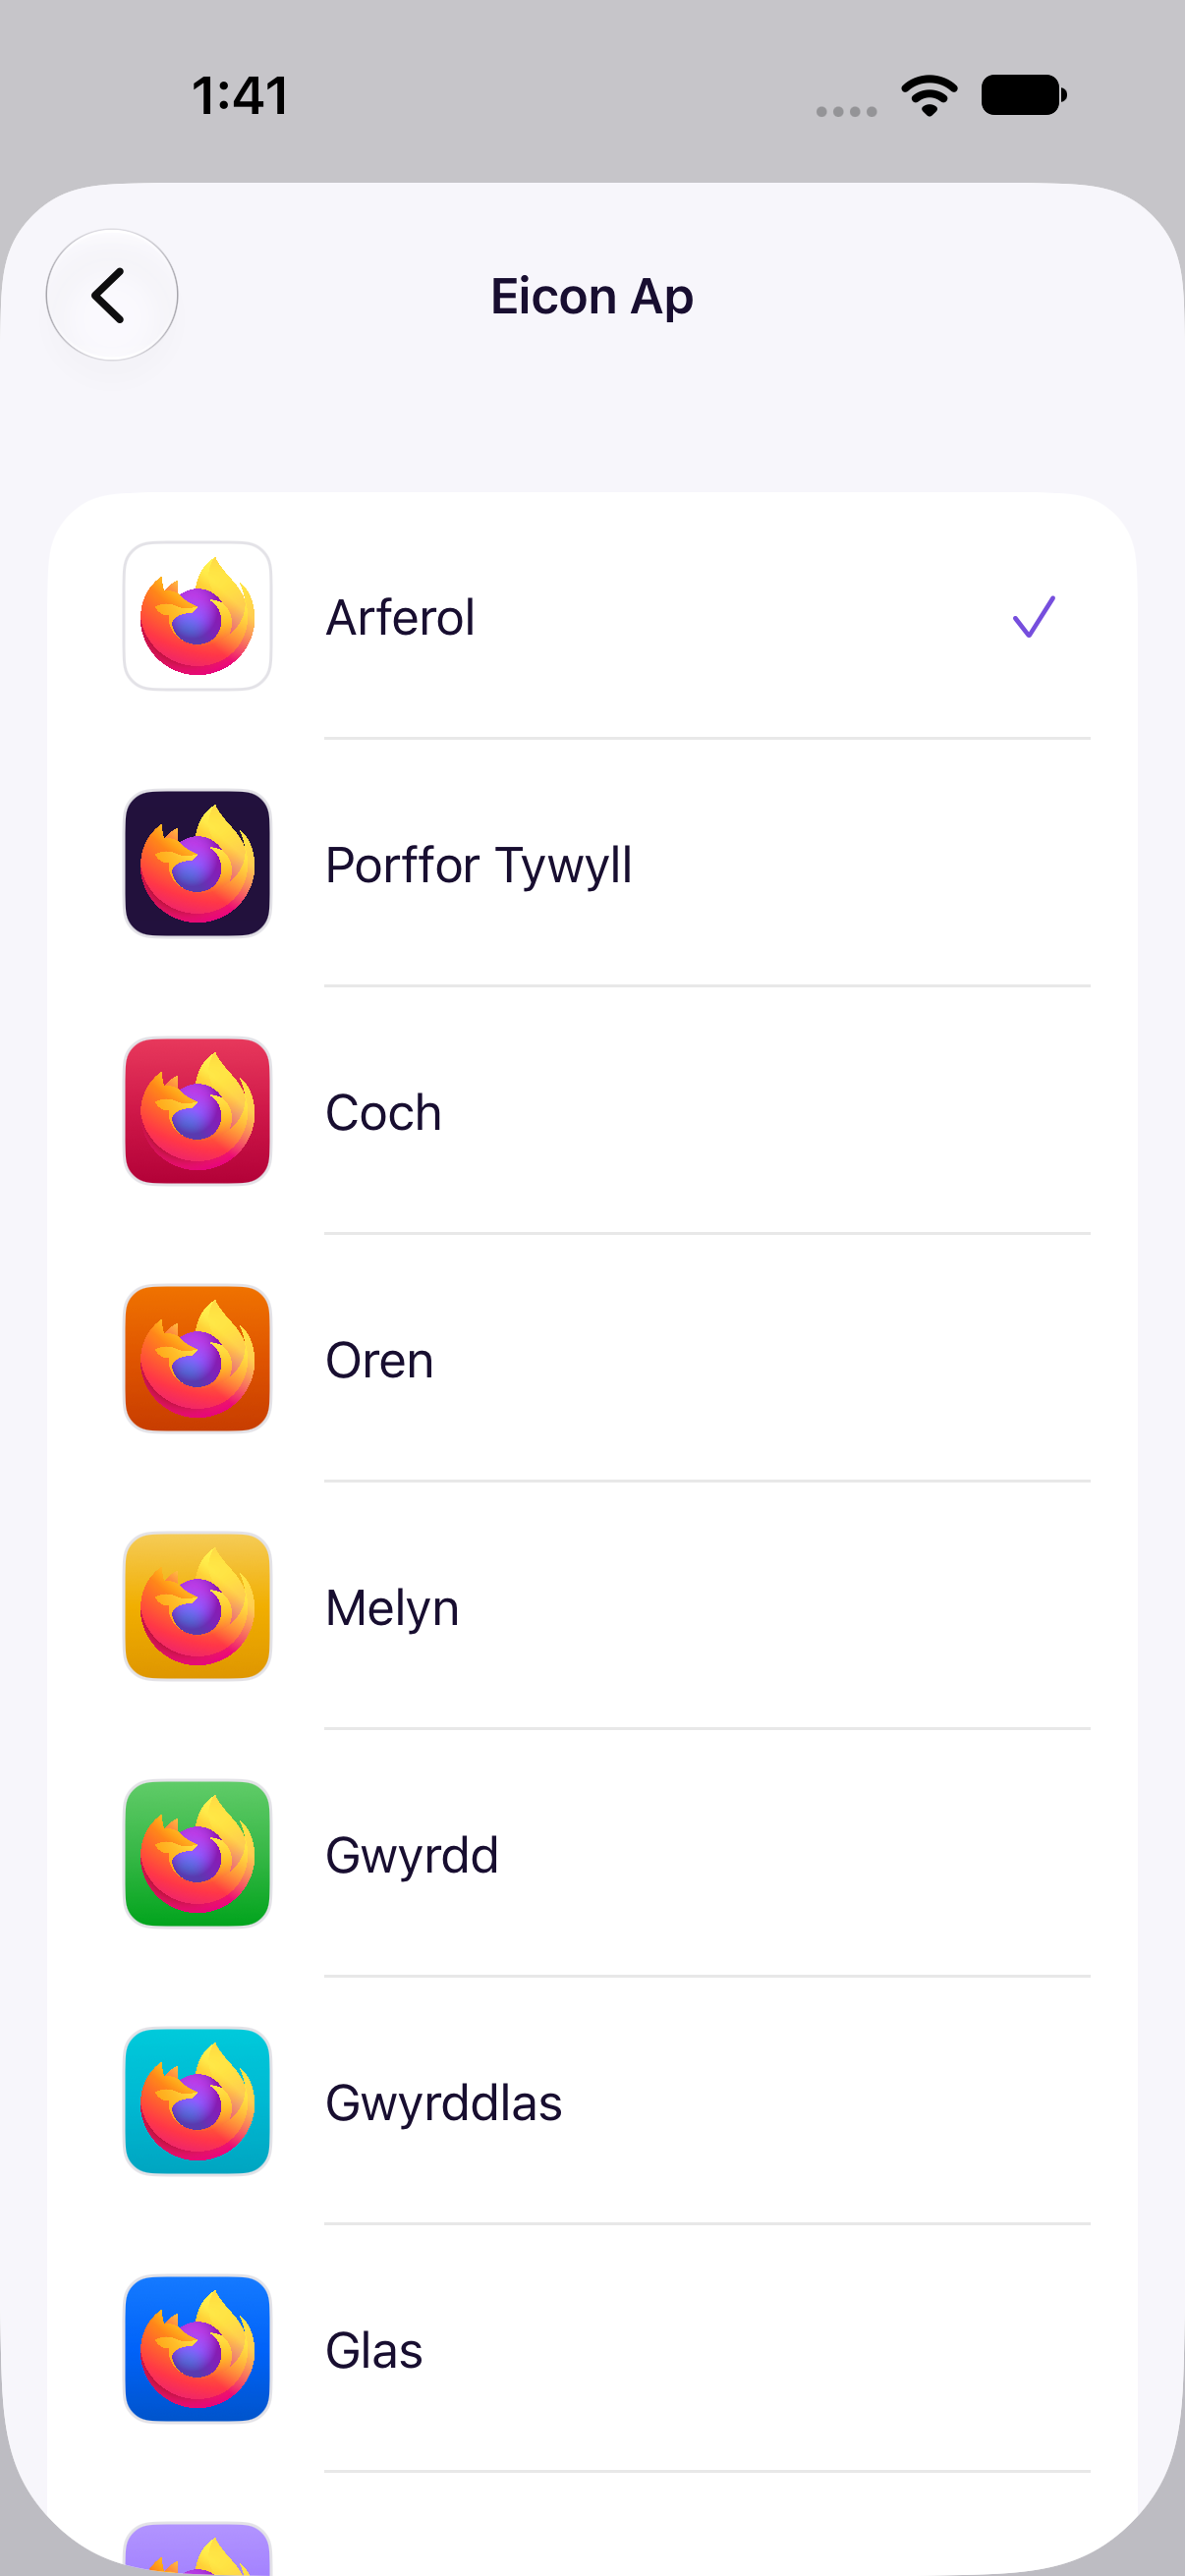 1:41
Eicon Ap
Arferol
Porffor Tywyll
Coch
Oren
Melyn
Gwyrdd
Gwyrddlas
Glas